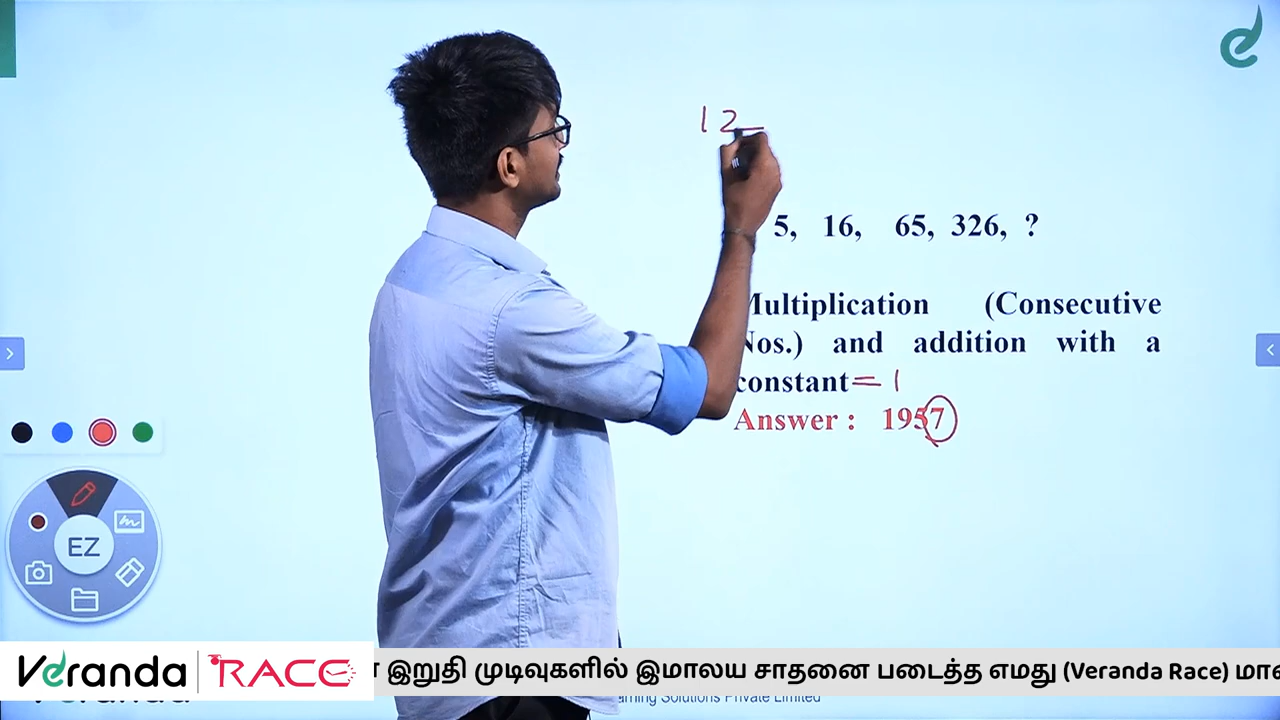 12
5, 16, 65, 326, ?
Multiplication (Consecutive
Nos.) and addition with a
constant = 1
Answer : 1957
EZ
Veranda RACE
இறுதி முடிவுகளில் இமாலய சாதனை படைத்த எமது (Veranda Race)
Solutions Private Limited